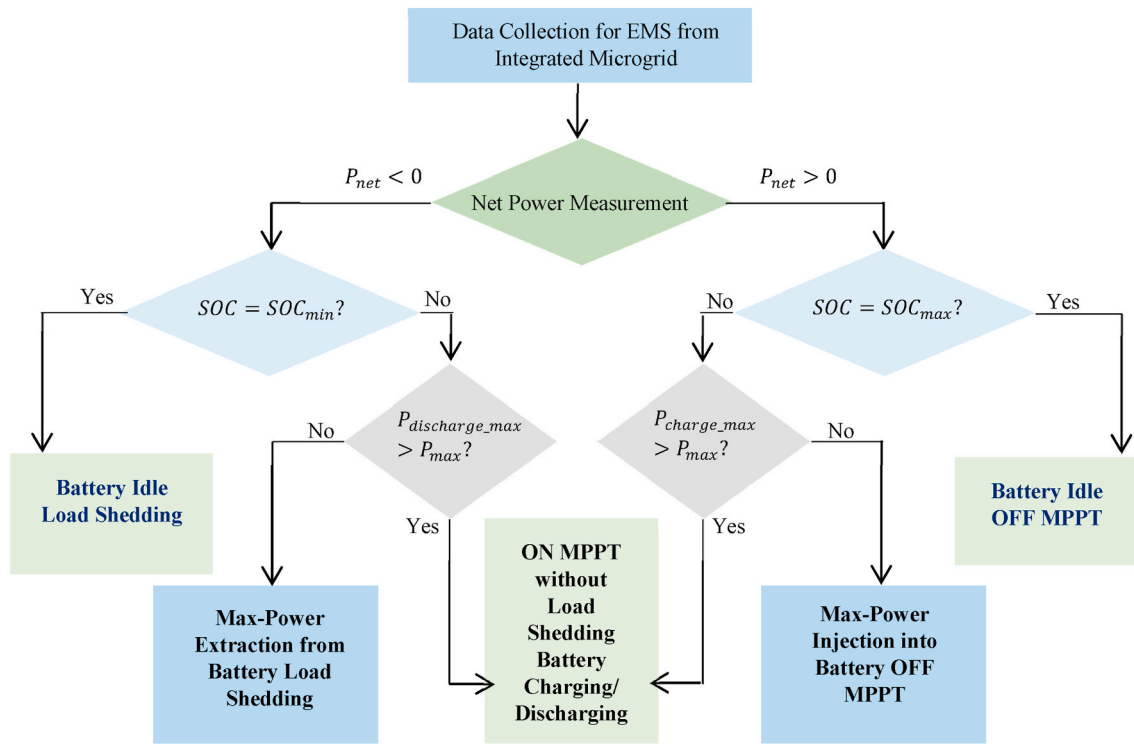 Data Collection for EMS from
Integrated Microgrid
P_net < 0
P_net > 0
Net Power Measurement
Yes
SOC = SOC_min?
No
No
SOC = SOC_max?
Yes
No
P_discharge_max
> P_max?
P_charge_max
> P_max?
No
Battery Idle
Load Shedding
Battery Idle
OFF MPPT
Yes
Yes
ON MPPT
without
Load
Shedding
Battery
Charging/
Discharging
Max-Power
Extraction from
Battery Load
Shedding
Max-Power
Injection into
Battery OFF
MPPT